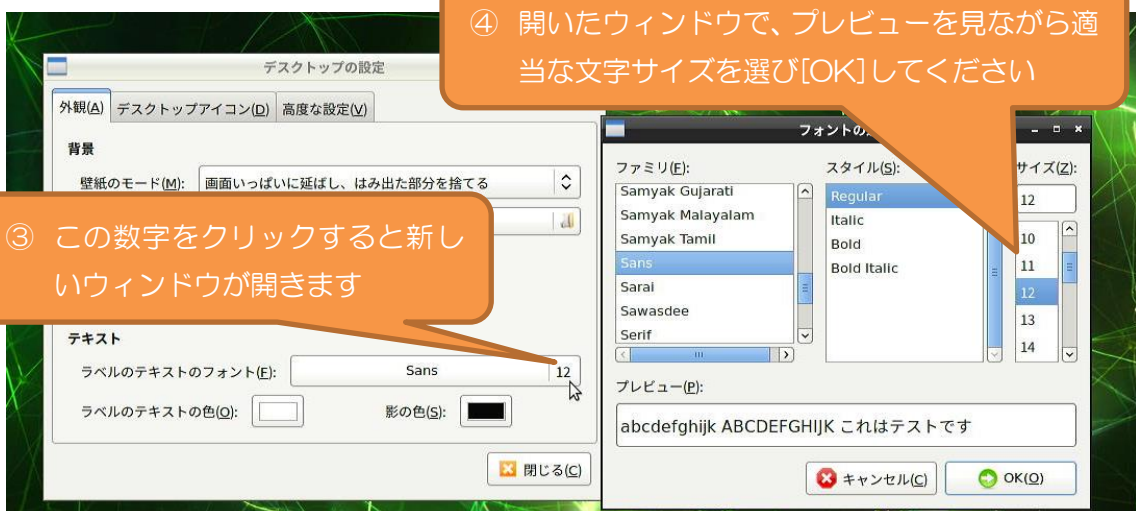 ④ 開いたウィンドウで、プレビューを見ながら適
当な文字サイズを選び[OK]してください
デスクトップの設定
外観(A) デスクトップアイコン(D) 高度な設定(V)
背景
壁紙のモード(M): 画面いっぱいに延ばし、はみ出た部分を捨てる
③ この数字をクリックすると新し
いウィンドウが開きます
テキスト
ラベルのテキストのフォント(F): Sans 12
ラベルのテキストの色(O): 影の色(S):
閉じる(C)
フォントの
ファミリ(F): スタイル(S): サイズ(Z):
Samyak Gujarati
Samyak Malayalam
Samyak Tamil
Sans
Sarai
Sawasdee
Serif
Regular
Italic
Bold
Bold Italic
12
10
11
12
13
14
プレビュー(P):
abcdefghijk ABCDEFGHIJK これはテストです
キャンセル(C) OK(O)